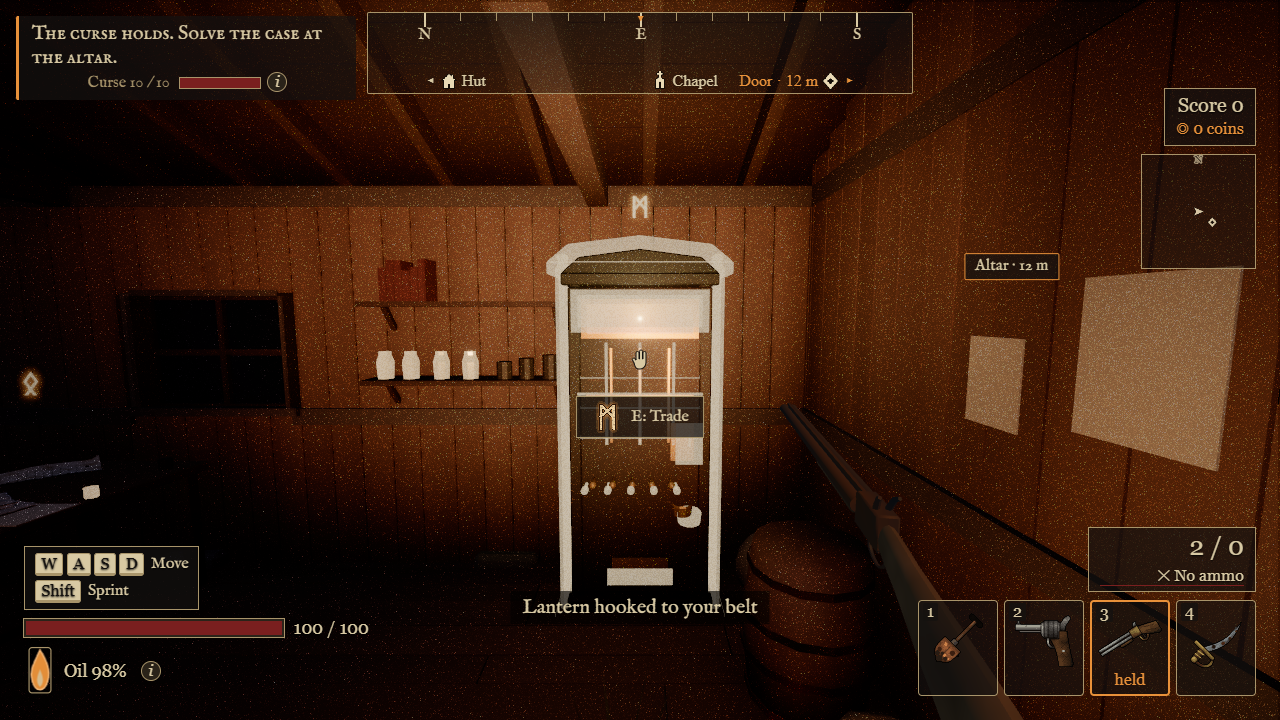 The curse holds. Solve the case at
the altar.
Curse 10/10
i
N
E
S
Hut
Chapel
Door · 12 m
Score 0
0 coins
Altar · 12 m
E: Trade
W A S D Move
Shift Sprint
Lantern hooked to your belt
100 / 100
Oil 98%
i
2 / 0
No ammo
1
2
3
4
held